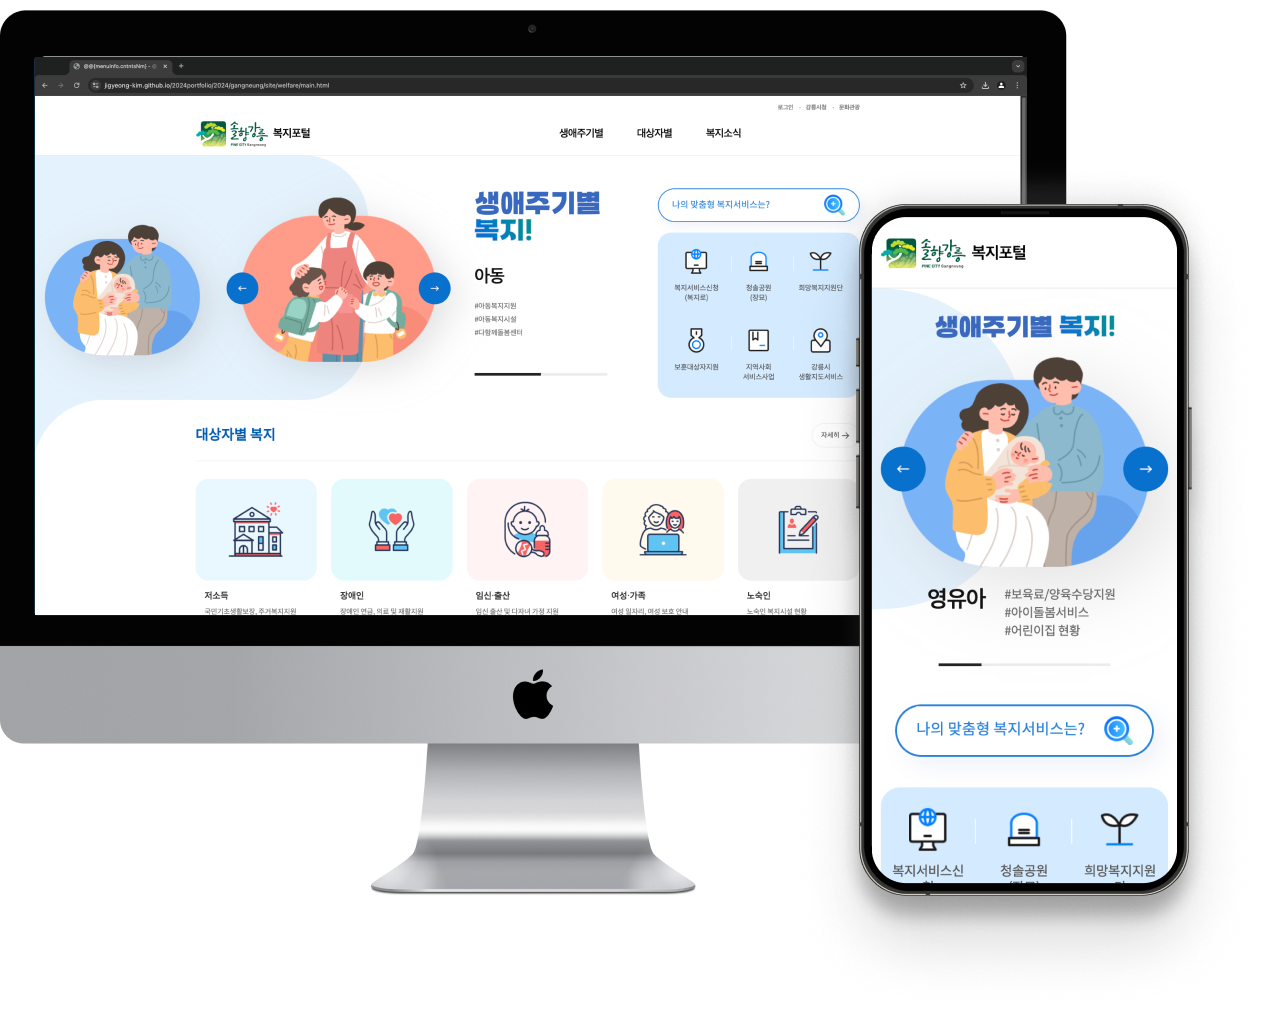 @@{menuInfo.cntntsNm} -
jigyeong-kim.github.io/2024portfolio/2024/gangneung/site/welfare/main.html
로그인 · 강릉시청 · 문화관광
솔향강릉
PINE CITY Gangneung
복지포털
생애주기별 대상자별 복지소식
생애주기별
복지!
아동
#아동복지지원
#아동복지시설
#다함께돌봄센터
나의 맞춤형 복지서비스는?
복지서비스신청
(복지로)
청솔공원
(장묘)
희망복지지원단
보훈대상자지원
지역사회
서비스사업
강릉시
생활지도서비스
대상자별 복지
자세히
저소득
국민기초생활보장, 주거복지지원
장애인
장애인 연금, 의료 및 재활지원
임신·출산
임신 출산 및 다자녀 가정 지원
여성·가족
여성 일자리, 여성 보호 안내
노숙인
노숙인 복지시설 현황
솔향강릉
PINE CITY Gangneung
복지포털
생애주기별 복지!
영유아
#보육료/양육수당지원
#아이돌봄서비스
#어린이집 현황
나의 맞춤형 복지서비스는?
복지서비스신
청솔공원
희망복지지원